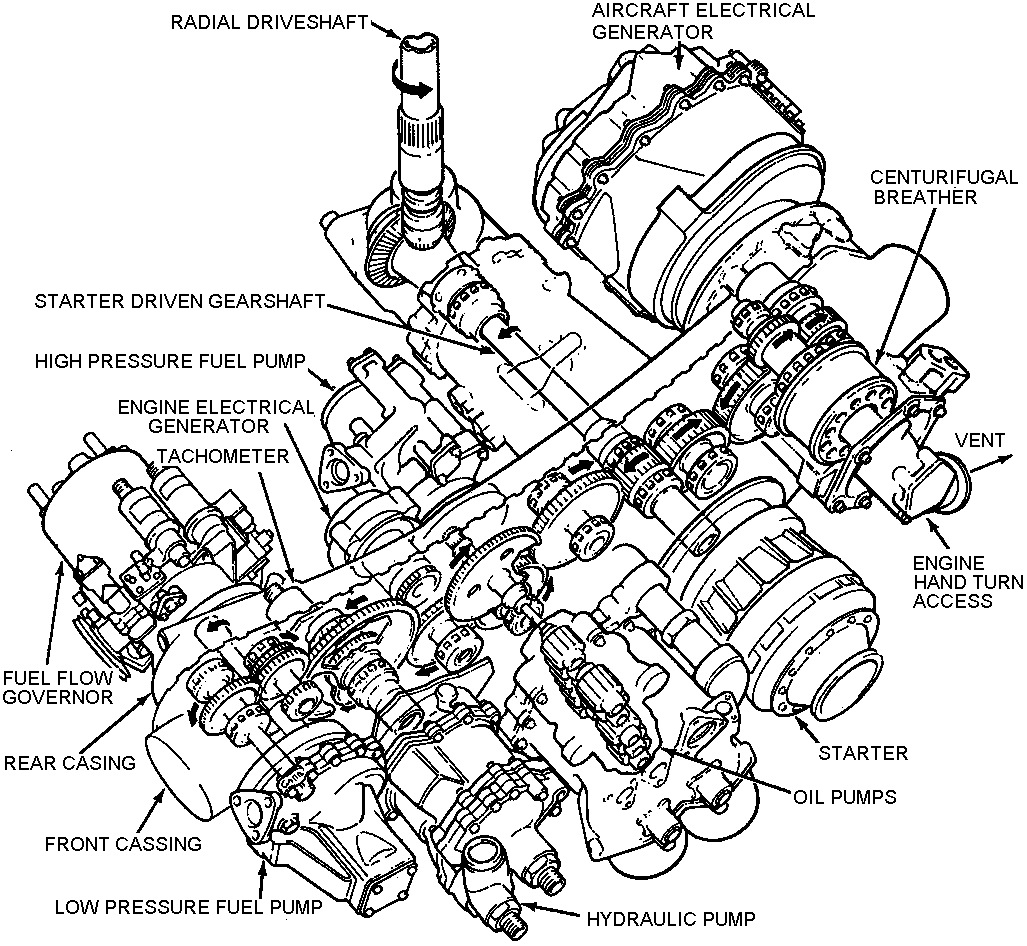 RADIAL DRIVESHAFT
AIRCRAFT ELECTRICAL
GENERATOR
CENTURIFUGAL
BREATHER
STARTER DRIVEN GEARSHAFT
HIGH PRESSURE FUEL PUMP
ENGINE ELECTRICAL
GENERATOR
TACHOMETER
VENT
ENGINE
HAND TURN
ACCESS
FUEL FLOW
GOVERNOR
REAR CASING
STARTER
OIL PUMPS
FRONT CASSING
LOW PRESSURE FUEL PUMP
HYDRAULIC PUMP